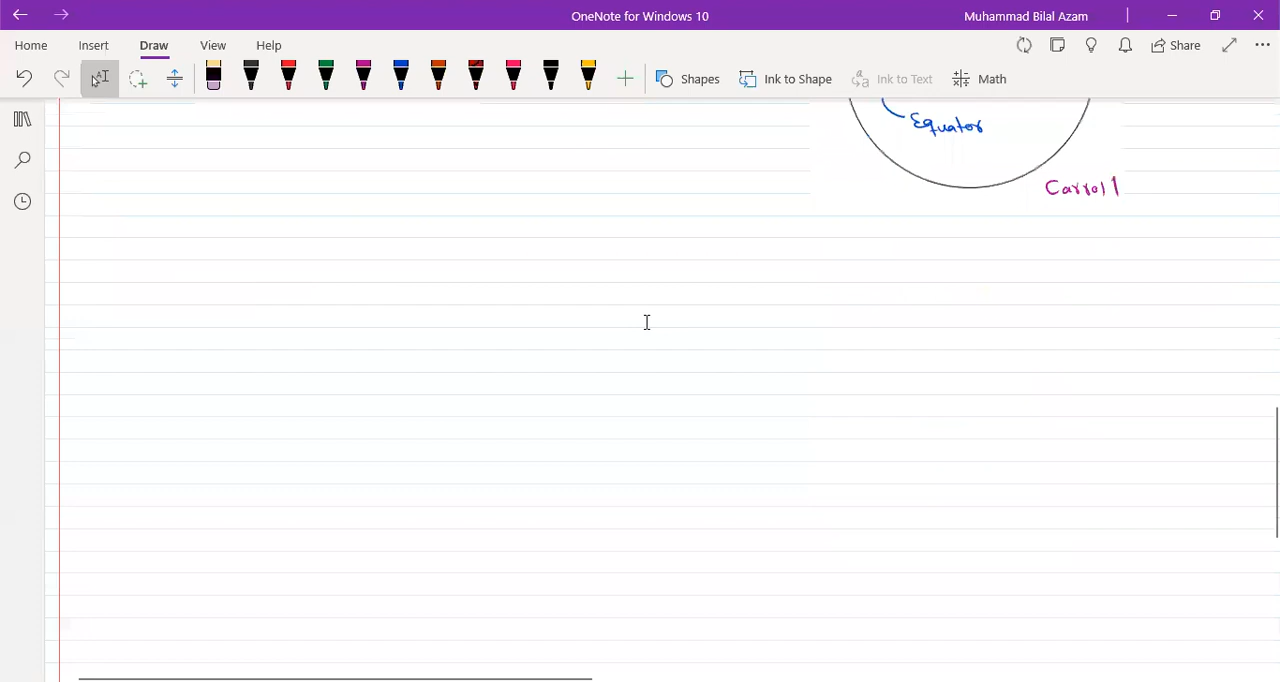 OneNote for Windows 10
Muhammad Bilal Azam
Home Insert Draw View Help
Share
Shapes Ink to Shape Ink to Text Math
Equator
Carroll